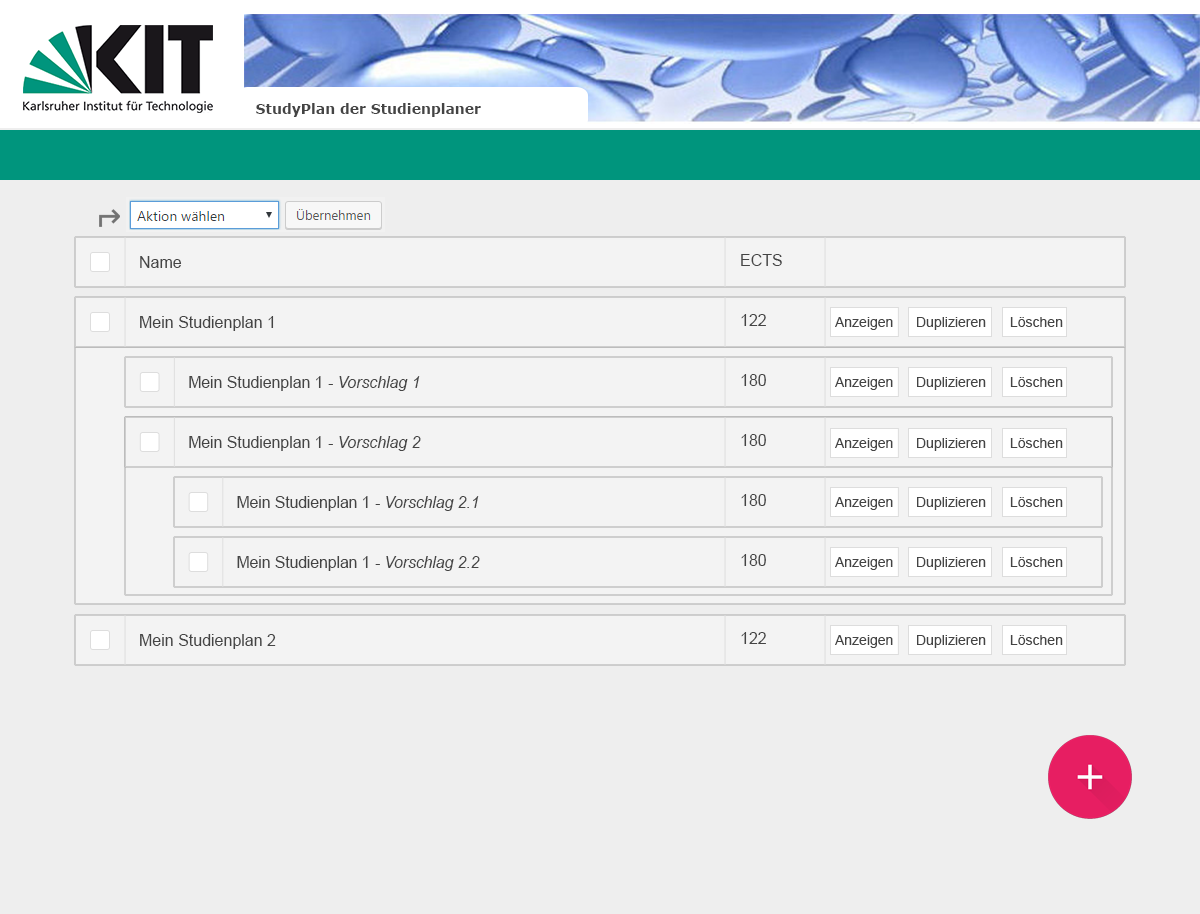 KIT
Karlsruher Institut für Technologie
StudyPlan der Studienplaner
Aktion wählen Übernehmen
Name ECTS
Mein Studienplan 1 122 Anzeigen Duplizieren Löschen
Mein Studienplan 1 - Vorschlag 1 180 Anzeigen Duplizieren Löschen
Mein Studienplan 1 - Vorschlag 2 180 Anzeigen Duplizieren Löschen
Mein Studienplan 1 - Vorschlag 2.1 180 Anzeigen Duplizieren Löschen
Mein Studienplan 1 - Vorschlag 2.2 180 Anzeigen Duplizieren Löschen
Mein Studienplan 2 122 Anzeigen Duplizieren Löschen
+